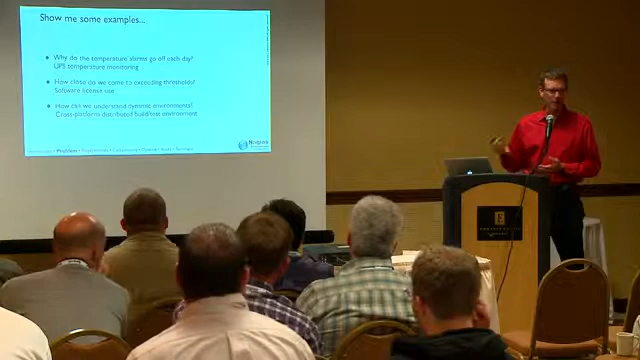 Show me some examples...
Why do the temperature alarms go off each day?
UPS temperature monitoring
How close do we come to exceeding thresholds?
Software license use
How can we understand dynamic environments?
Cross-platform distributed build/test environment
Nagios
Problem
E